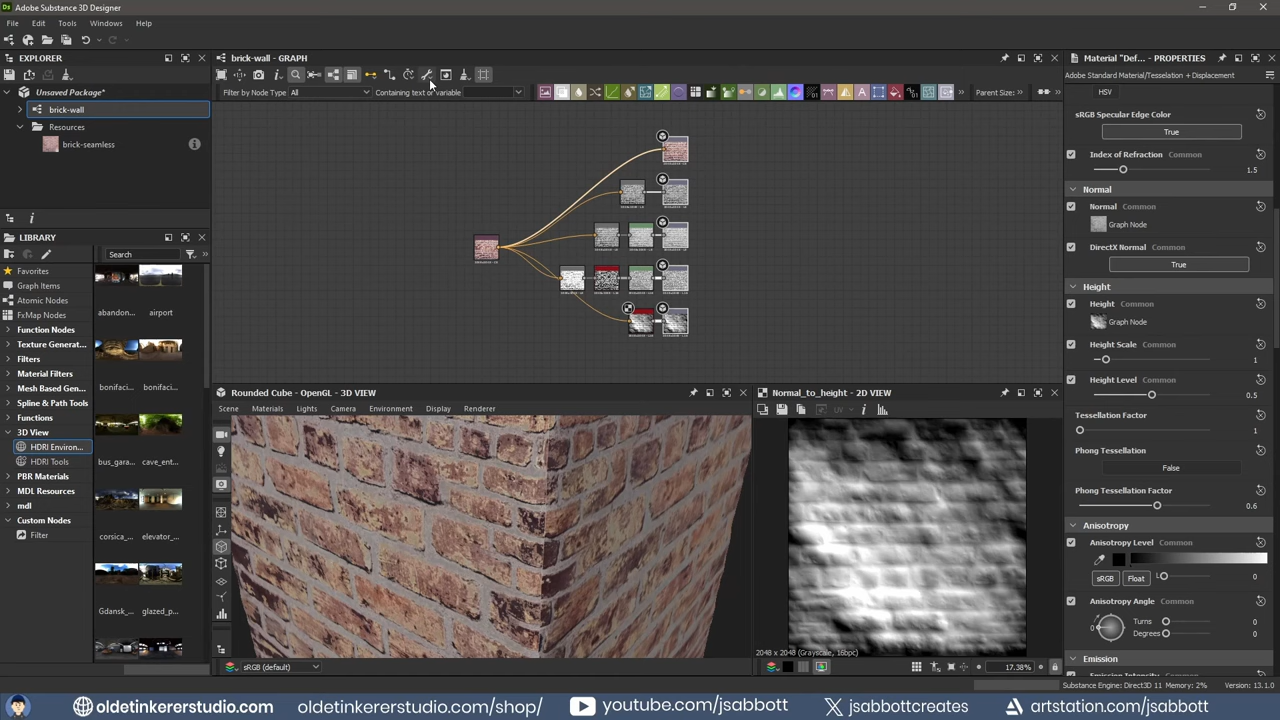 Adobe Substance 3D Designer
File Edit Tools Windows Help
EXPLORER
Unsaved Package*
brick-wall
Resources
brick-seamless
LIBRARY
Search
Favorites
Graph Items
Atomic Nodes
FxMap Nodes
Function Nodes
Texture Generat...
Filters
Material Filters
Mesh Based Gen...
Spline & Path Tools
Functions
3D View
HDRI Environ...
HDRI Tools
PBR Materials
MDL Resources
mdl
Custom Nodes
Filter
abandon... airport
bonifaci... bonifaci...
bus_gara... cave_ent...
corsica_... elevator_...
Gdansk_... glazed_p...
brick-wall - GRAPH
Filter by Node Type All Containing text or variable Parent Size:
Rounded Cube - OpenGL - 3D VIEW
Scene Materials Lights Camera Environment Display Renderer
sRGB (default)
Normal_to_height - 2D VIEW
UV
2048 x 2048 (Grayscale, 16bpc)
17.38%
Material "Def... - PROPERTIES
Adobe Standard Material/Tesselation + Displacement
HSV
sRGB Specular Edge Color
True
Index of Refraction Common
1.5
Normal
Normal Common
Graph Node
DirectX Normal Common
True
Height
Height Common
Graph Node
Height Scale Common
1
Height Level Common
0.5
Tessellation Factor
1
Phong Tessellation
False
Phong Tessellation Factor
0.6
Anisotropy
Anisotropy Level Common
sRGB Float L 0
Anisotropy Angle Common
0 Turns 0
Degrees 0
Emission
Substance Engine: Direct3D 11 Memory: 2% Version: 13.1.0
oldetinkererstudio.com oldetinkererstudio.com/shop/ youtube.com/jsabbott jsabbottcreates artstation.com/jsabbott